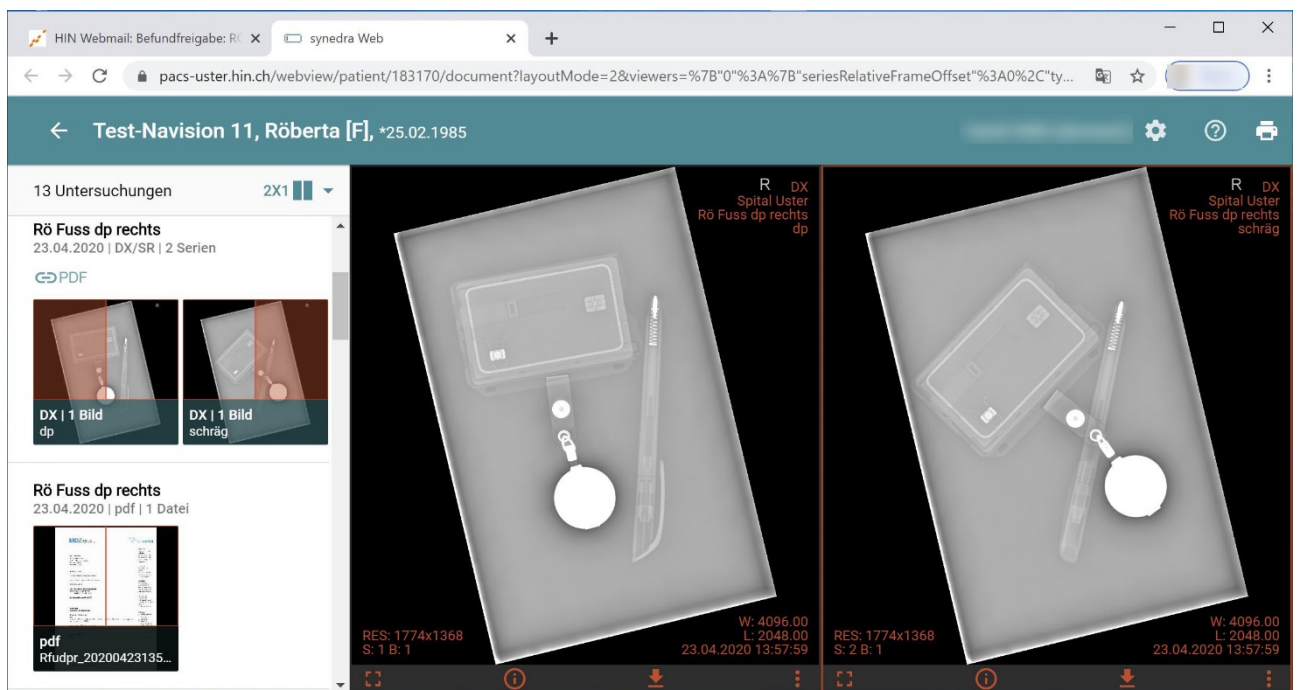 HIN Webmail: Befundfreigabe: RÖ
synedra Web
pacs-uster.hin.ch/webview/patient/183170/document?layoutMode=2&viewers=%7B"0"%3A%7B"seriesRelativeFrameOffset"%3A0%2C"ty...
Test-Navision 11, Röberta [F], *25.02.1985
13 Untersuchungen
2X1
Rö Fuss dp rechts
23.04.2020 | DX/SR | 2 Serien
PDF
DX | 1 Bild
dp
DX | 1 Bild
schräg
Rö Fuss dp rechts
23.04.2020 | pdf | 1 Datei
pdf
Rfudpr_20200423135...
R DX
Spital Uster
Rö Fuss dp rechts
dp
RES: 1774x1368
S: 1 B: 1
W: 4096.00
L: 2048.00
23.04.2020 13:57:59
R DX
Spital Uster
Rö Fuss dp rechts
schräg
RES: 1774x1368
S: 2 B: 1
W: 4096.00
L: 2048.00
23.04.2020 13:57:59